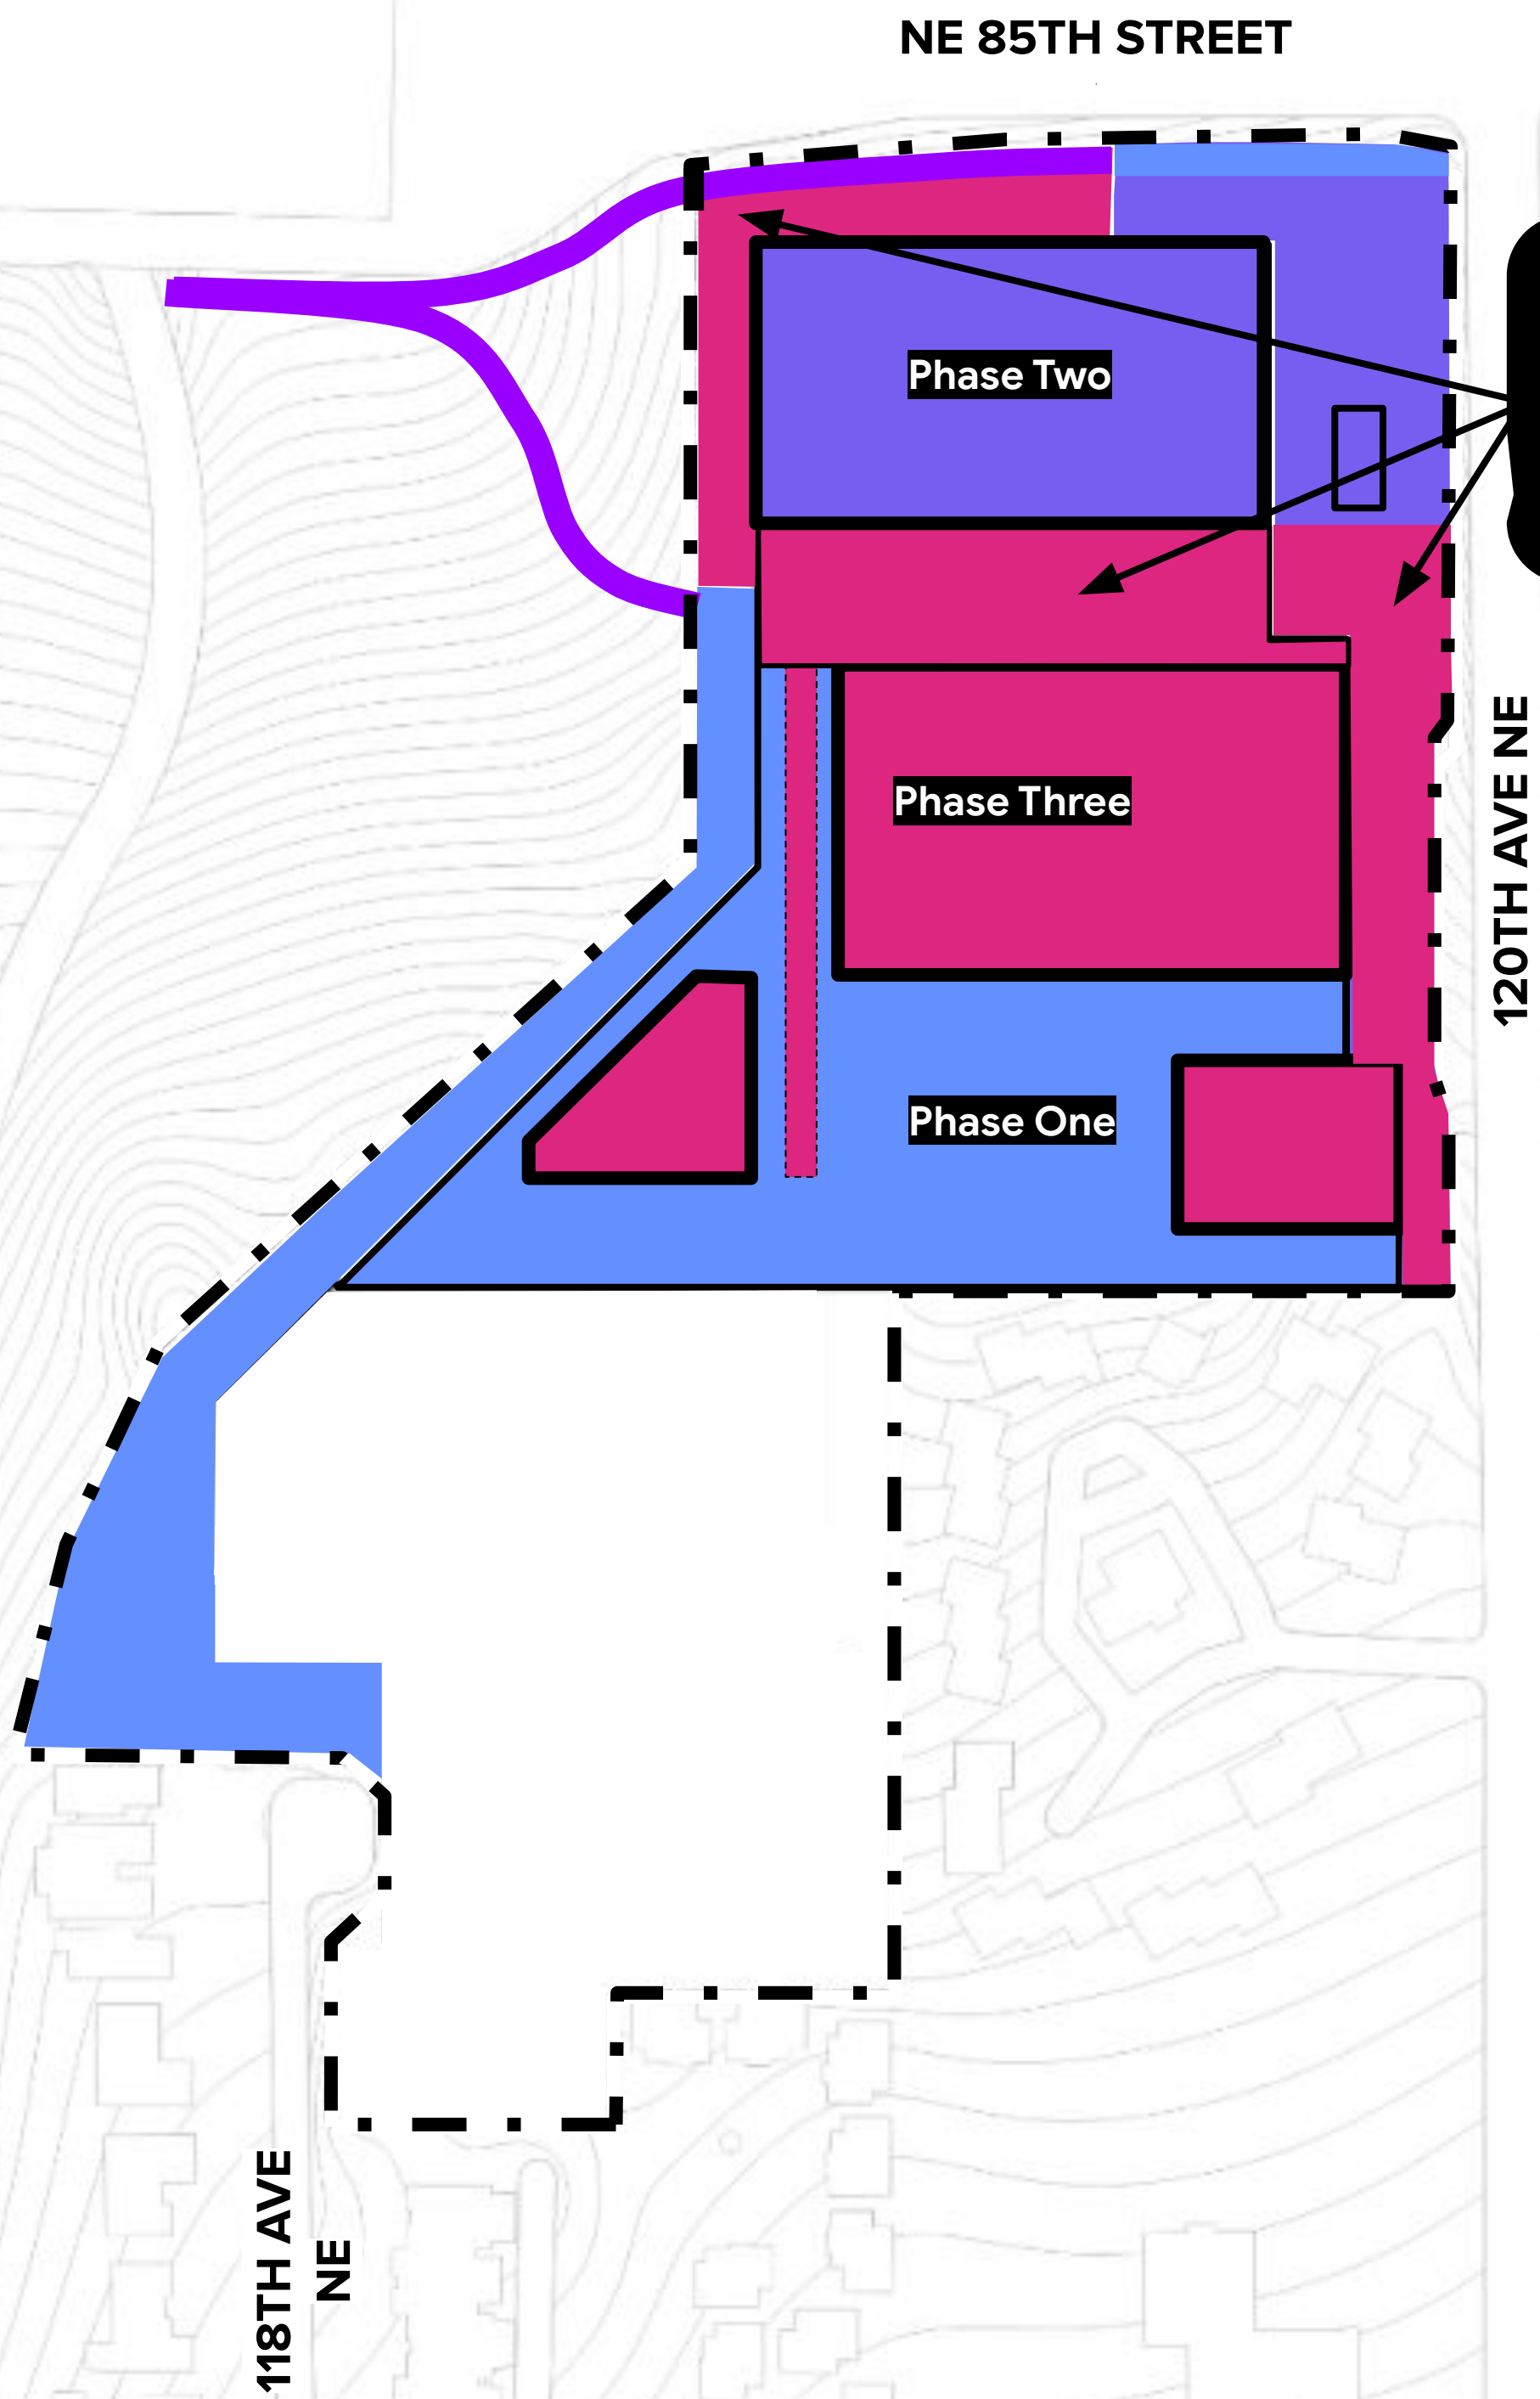 NE 85TH STREET
Phase Two
Phase Three
120TH AVE NE
Phase One
118TH AVE
NE